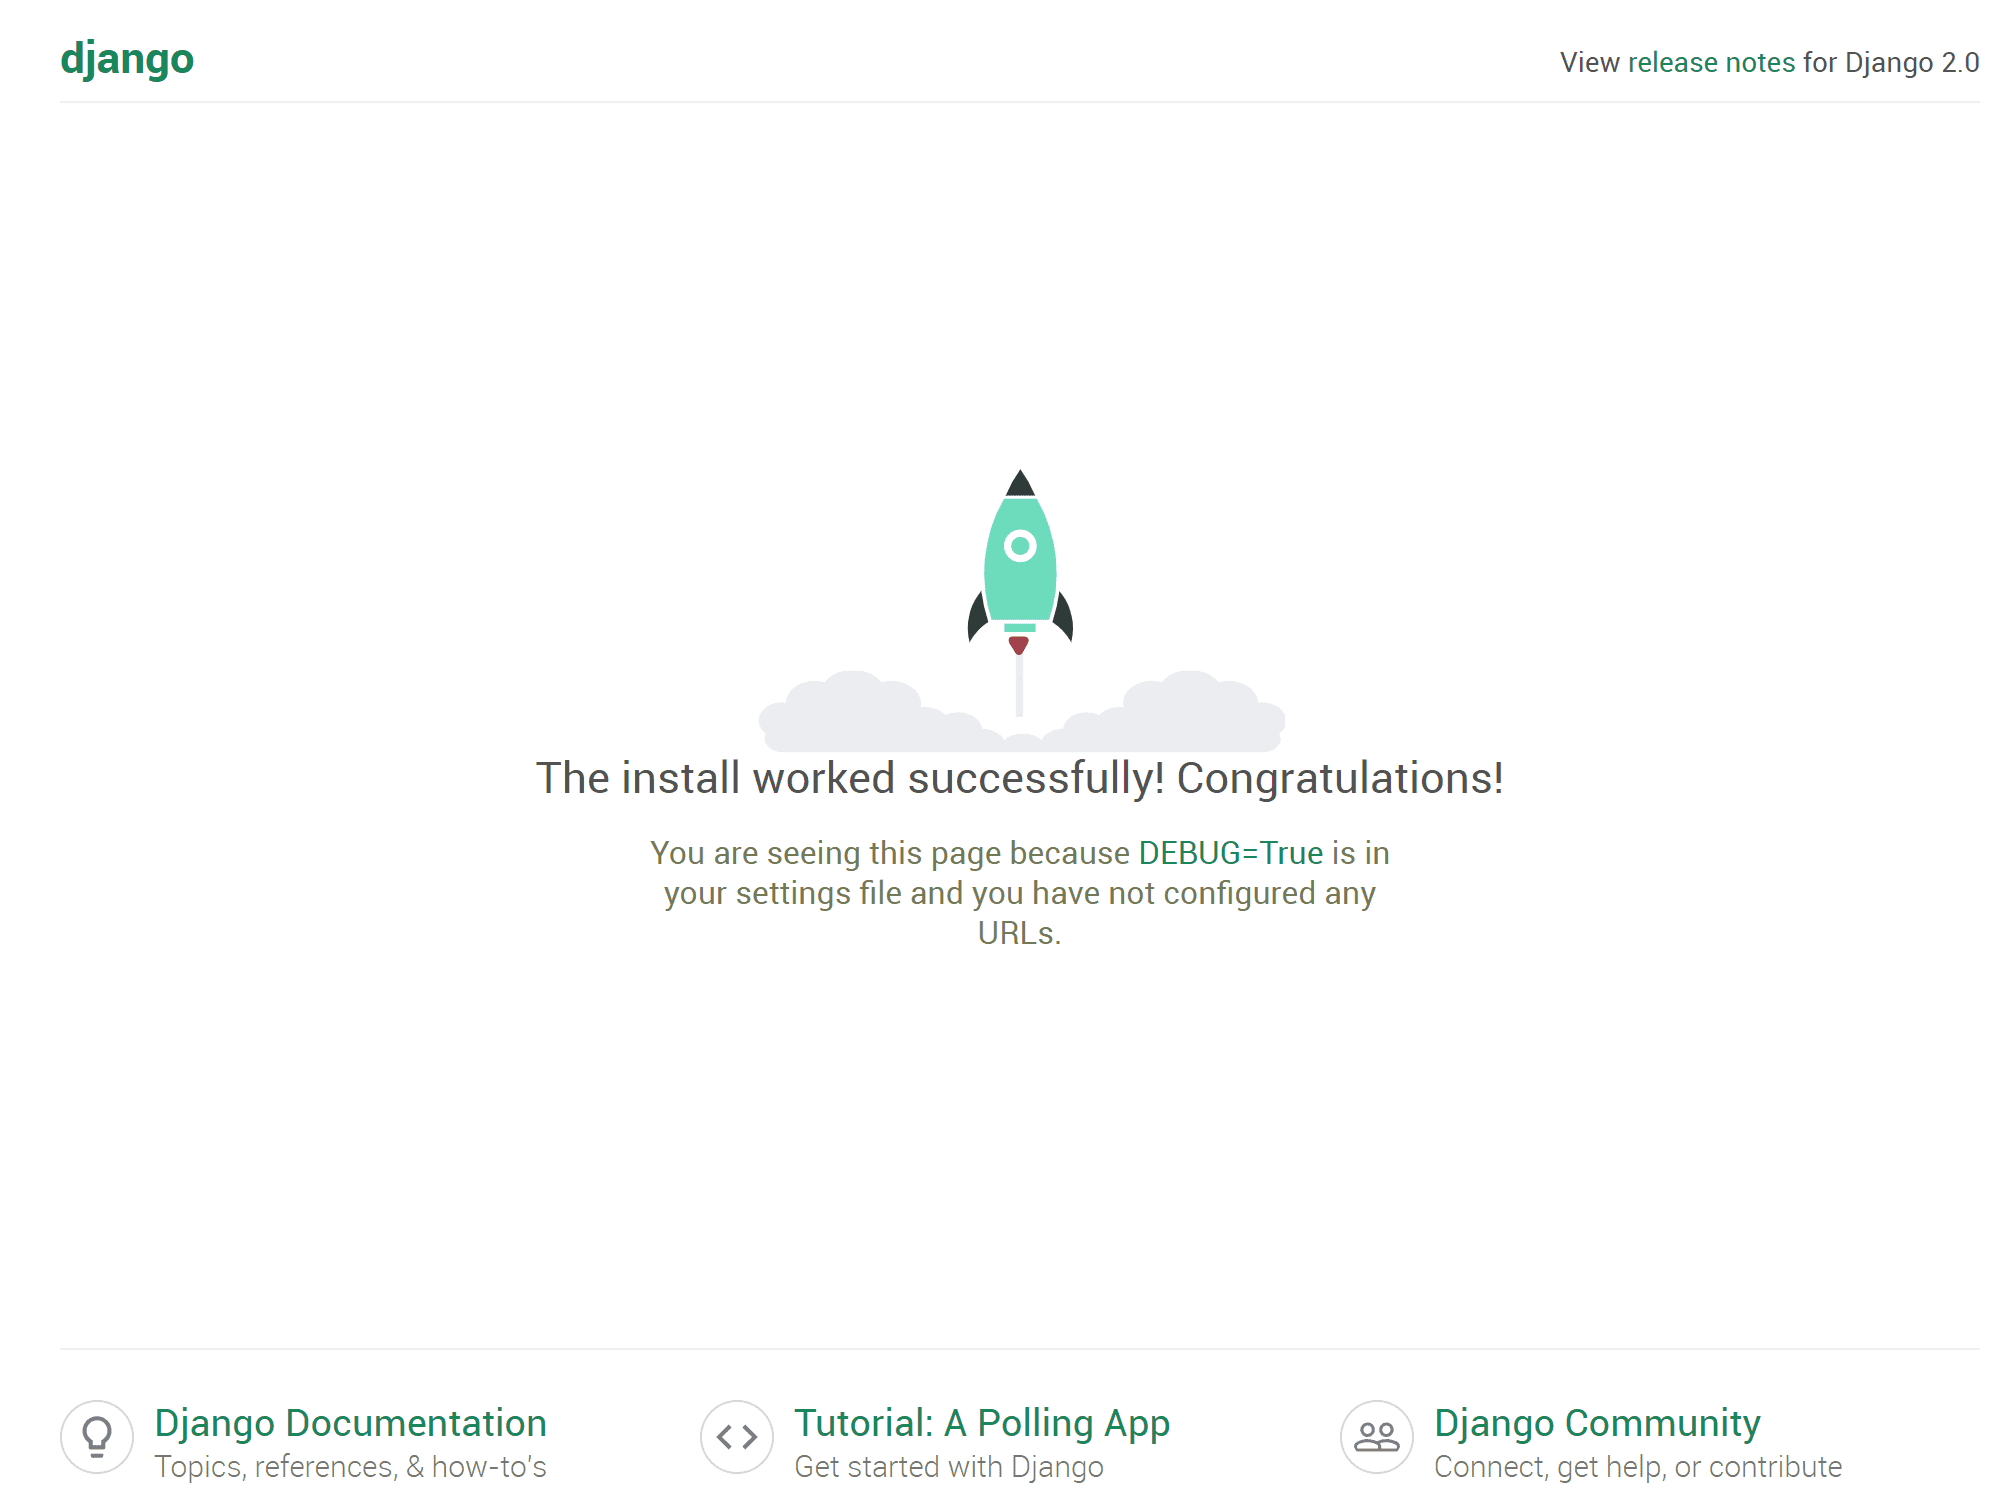 django
View release notes for Django 2.0
The install worked successfully! Congratulations!
You are seeing this page because DEBUG=True is in
your settings file and you have not configured any
URLs.
Django Documentation
Topics, references, & how-to's
Tutorial: A Polling App
Get started with Django
Django Community
Connect, get help, or contribute